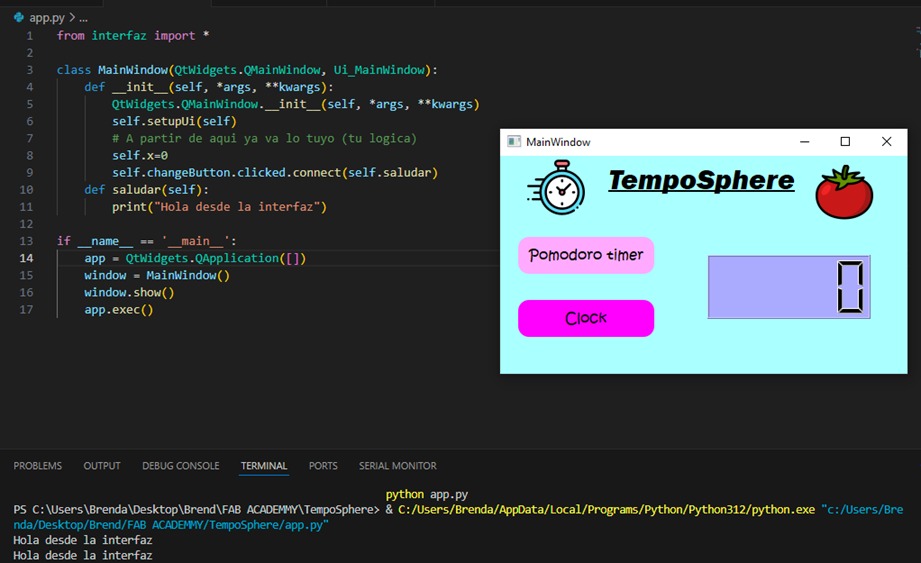 app.py > ...
1 from interfaz import *
2
3 class MainWindow(QtWidgets.QMainWindow, Ui_MainWindow):
4 def __init__(self, *args, **kwargs):
5 QtWidgets.QMainWindow.__init__(self, *args, **kwargs)
6 self.setupUi(self)
7 # A partir de aqui ya va lo tuyo (tu logica)
8 self.x=0
9 self.changeButton.clicked.connect(self.saludar)
10 def saludar(self):
11 print("Hola desde la interfaz")
12
13 if __name__ == '__main__':
14 app = QtWidgets.QApplication([])
15 window = MainWindow()
16 window.show()
17 app.exec()
MainWindow
TempoSphere
Pomodoro timer
0
Clock
PROBLEMS OUTPUT DEBUG CONSOLE TERMINAL PORTS SERIAL MONITOR
python app.py
PS C:\Users\Brenda\Desktop\Brend\FAB ACADEMMY\TempoSphere> & C:/Users/Brenda/AppData/Local/Programs/Python/Python312/python.exe "c:/Users/Bre
nda/Desktop/Brend/FAB ACADEMMY/TempoSphere/app.py"
Hola desde la interfaz
Hola desde la interfaz